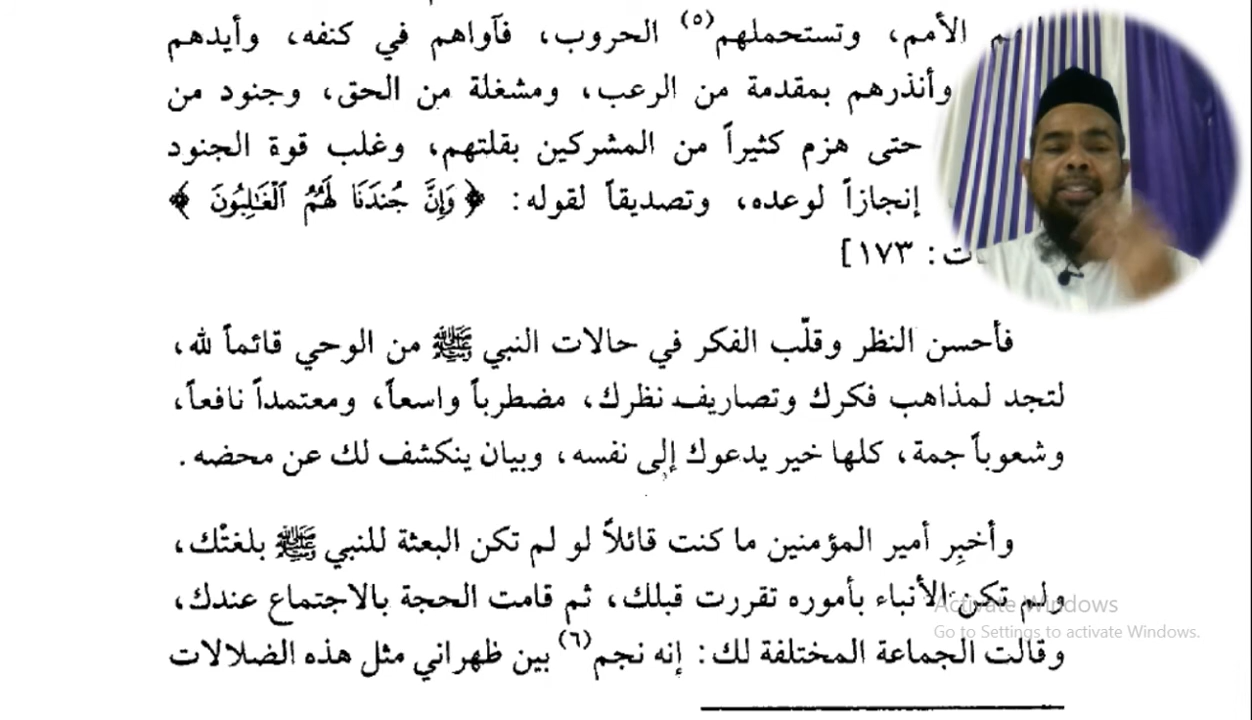 الأمم، وتستحملهم(٥) الحروب، فآواهم في كنفه، وأيدهم
وأنذرهم بمقدمة من الرعب، ومشغلة من الحق، وجنود من
حتى هزم كثيراً من المشركين بقلتهم، وغلب قوة الجنود
إنجازاً لوعده، وتصديقاً لقوله: ﴿ وَإِنَّ جُندَنَا لَهُمُ ٱلْغَٰلِبُونَ ﴾
ت: ١٧٣]
فأحسن النظر وقلّب الفكر في حالات النبي ﷺ من الوحي قائماً لله،
لتجد لمذاهب فكرك وتصاريف نظرك، مضطرباً واسعاً، ومعتمداً نافعاً،
وشعوباً جمة، كلها خير يدعوك إلى نفسه، وبيان ينكشف لك عن محضه.
وأخبِر أمير المؤمنين ما كنت قائلاً لو لم تكن البعثة للنبي ﷺ بلغتْك،
ولم تكن الأنباء بأموره تقررت قبلك، ثم قامت الحجة بالاجتماع عندك،
وقالت الجماعة المختلفة لك: إنه نجم(٦) بين ظهراني مثل هذه الضلالات
Activate Windows
Go to Settings to activate Windows.